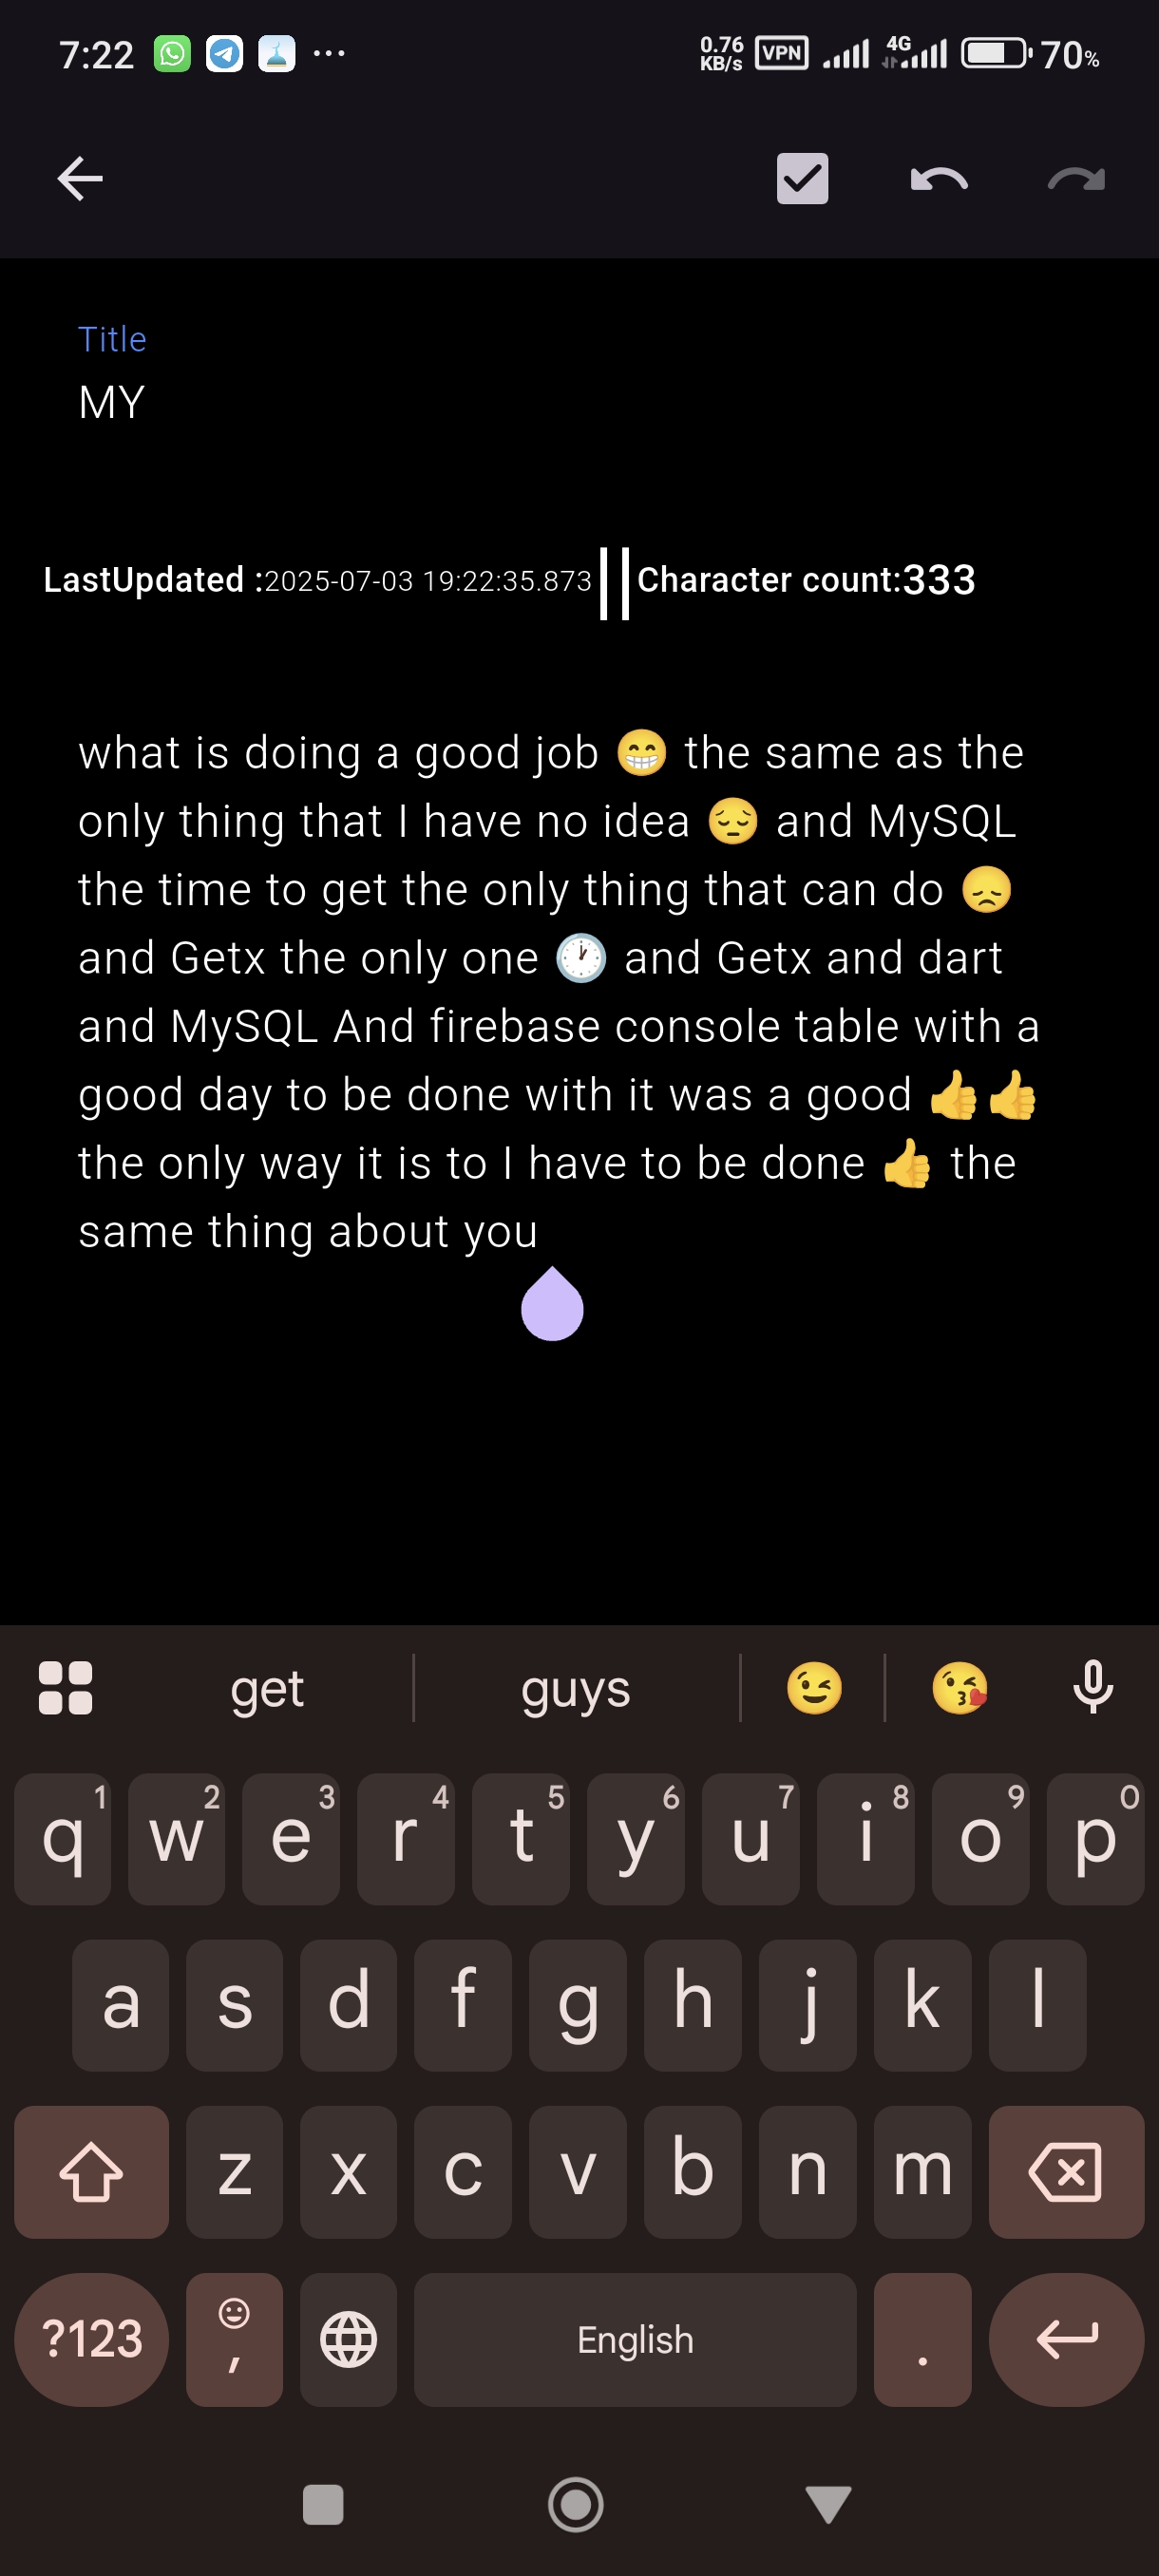 7:22
0.76 KB/s VPN 4G 70%
Title
MY
LastUpdated :2025-07-03 19:22:35.873 Character count:333
what is doing a good job 😁 the same as the
only thing that I have no idea 😔 and MySQL
the time to get the only thing that can do 😞
and Getx the only one 🕐 and Getx and dart
and MySQL And firebase console table with a
good day to be done with it was a good 👍👍
the only way it is to I have to be done 👍 the
same thing about you
get guys 😉 😘
1 2 3 4 5 6 7 8 9 0
q w e r t y u i o p
a s d f g h j k l
z x c v b n m
?123 , English .